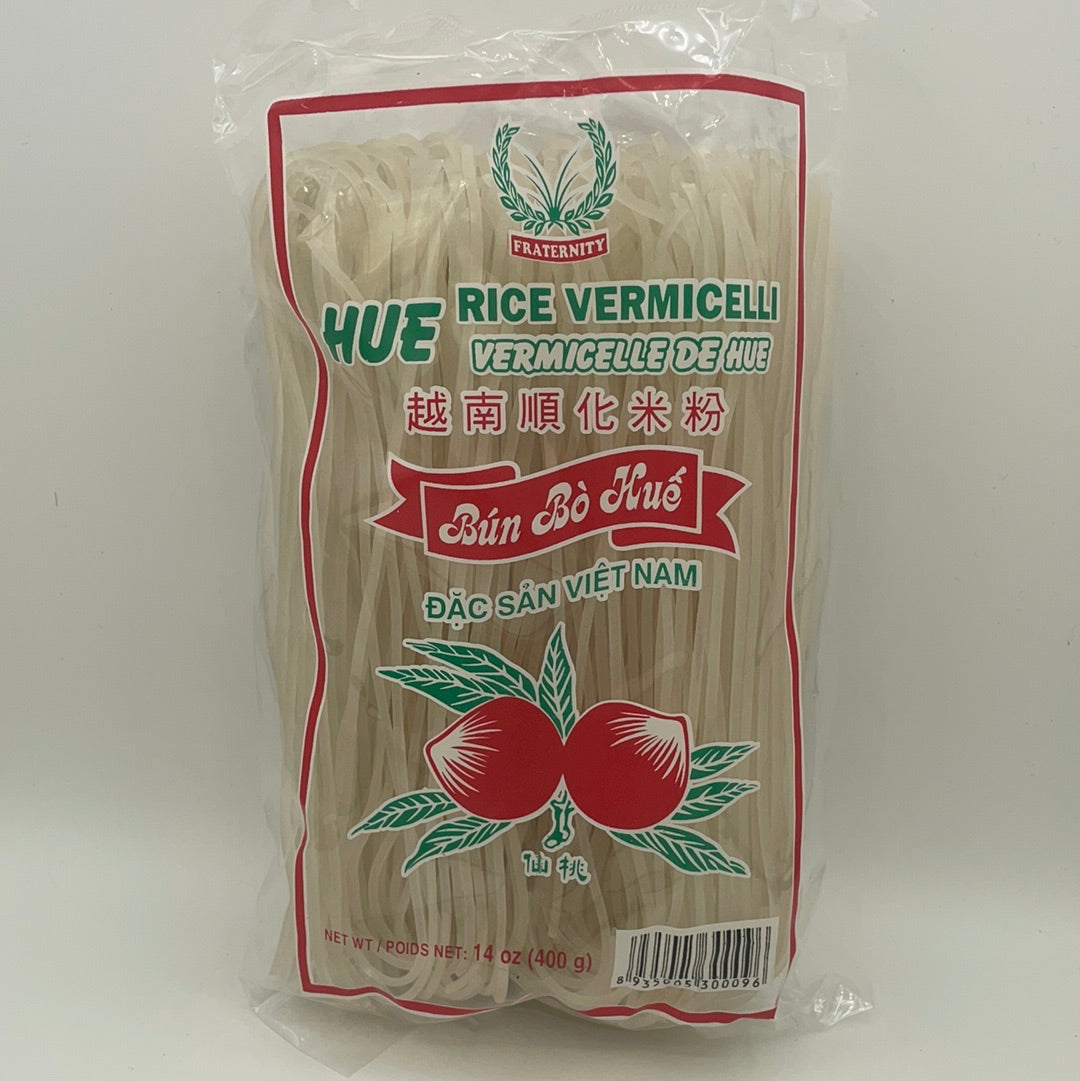 FRATERNITY
HUE RICE VERMICELLI
VERMICELLE DE HUE
越南順化米粉
Bún Bò Huế
ĐẶC SẢN VIỆT NAM
仙桃
NET WT / POIDS NET: 14 oz (400 g)